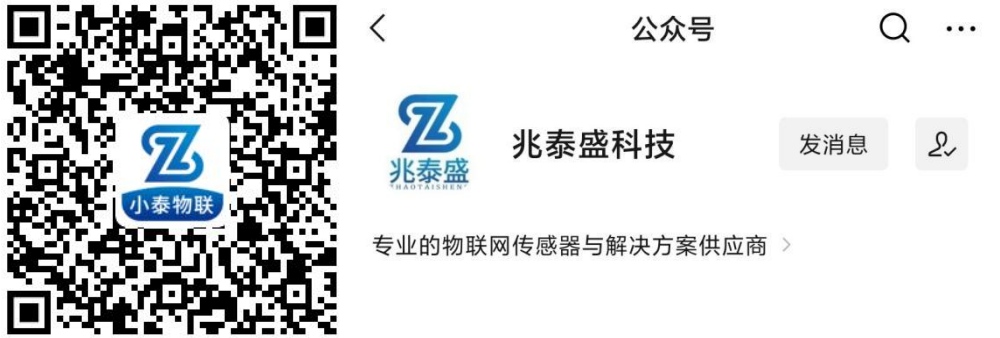 小泰物联
公众号
兆泰盛
HAOTAISHEN
兆泰盛科技
发消息
专业的物联网传感器与解决方案供应商